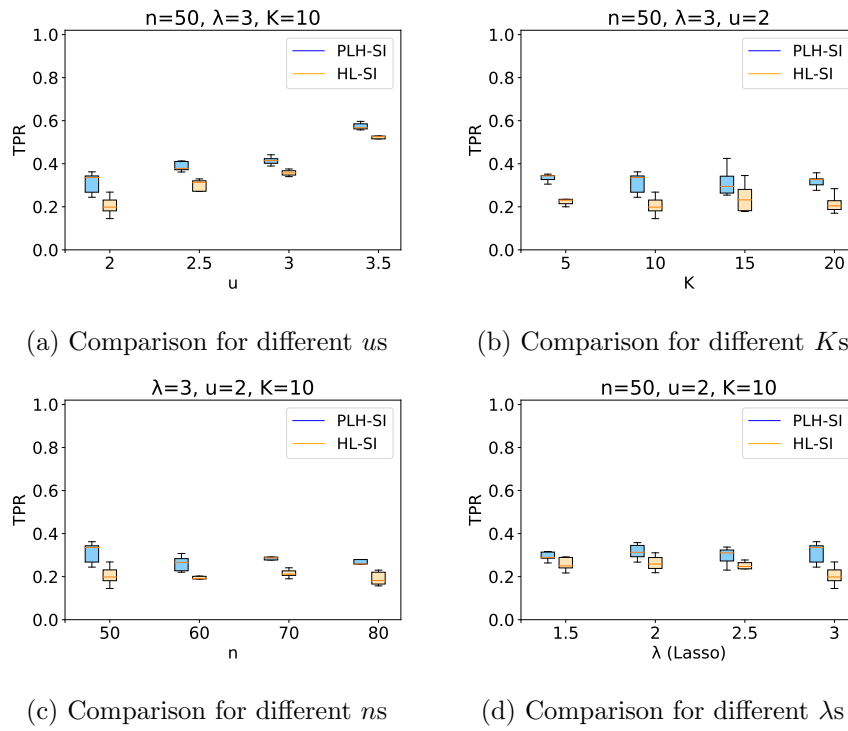 n=50, λ=3, K=10
1.0
0.8
0.6
0.4
0.2
0.0
TPR
PLH-SI
HL-SI
2 2.5 3 3.5
u
(a) Comparison for different us
n=50, λ=3, u=2
1.0
0.8
0.6
0.4
0.2
0.0
TPR
PLH-SI
HL-SI
5 10 15 20
K
(b) Comparison for different Ks
λ=3, u=2, K=10
1.0
0.8
0.6
0.4
0.2
0.0
TPR
PLH-SI
HL-SI
50 60 70 80
n
(c) Comparison for different ns
n=50, u=2, K=10
1.0
0.8
0.6
0.4
0.2
0.0
TPR
PLH-SI
HL-SI
1.5 2 2.5 3
λ (Lasso)
(d) Comparison for different λs